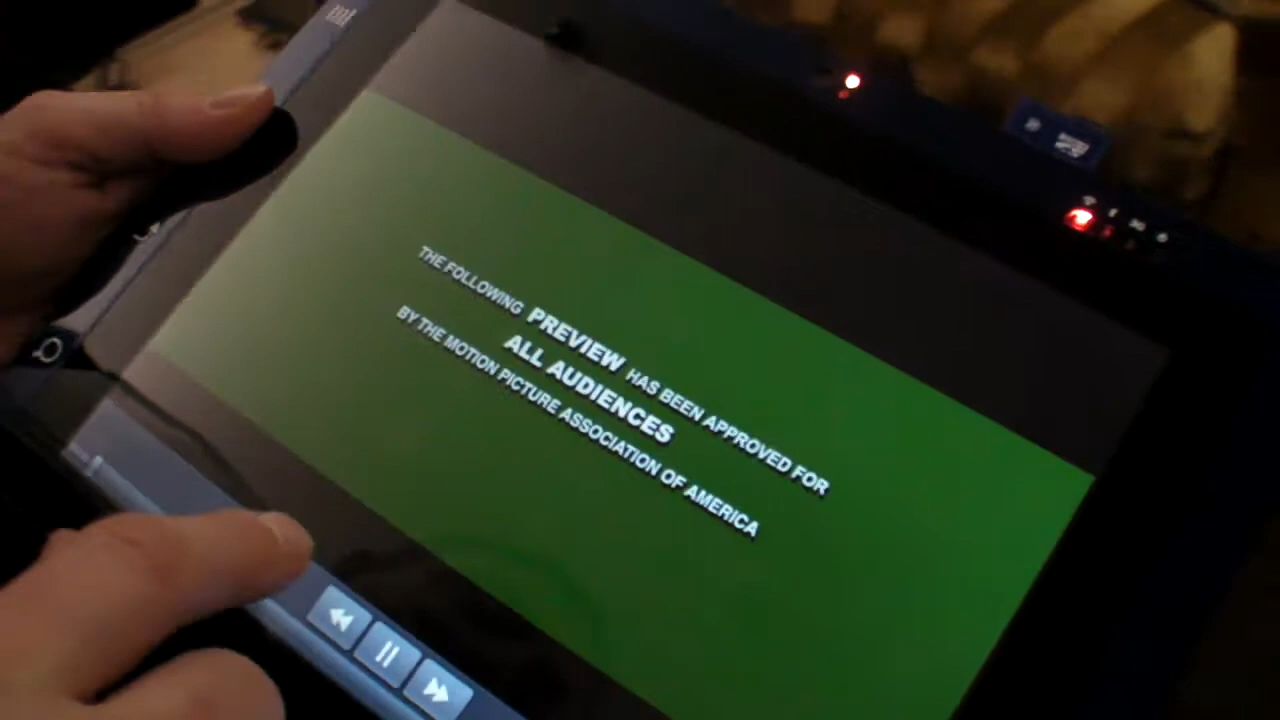 THE FOLLOWING PREVIEW HAS BEEN APPROVED FOR
ALL AUDIENCES
BY THE MOTION PICTURE ASSOCIATION OF AMERICA